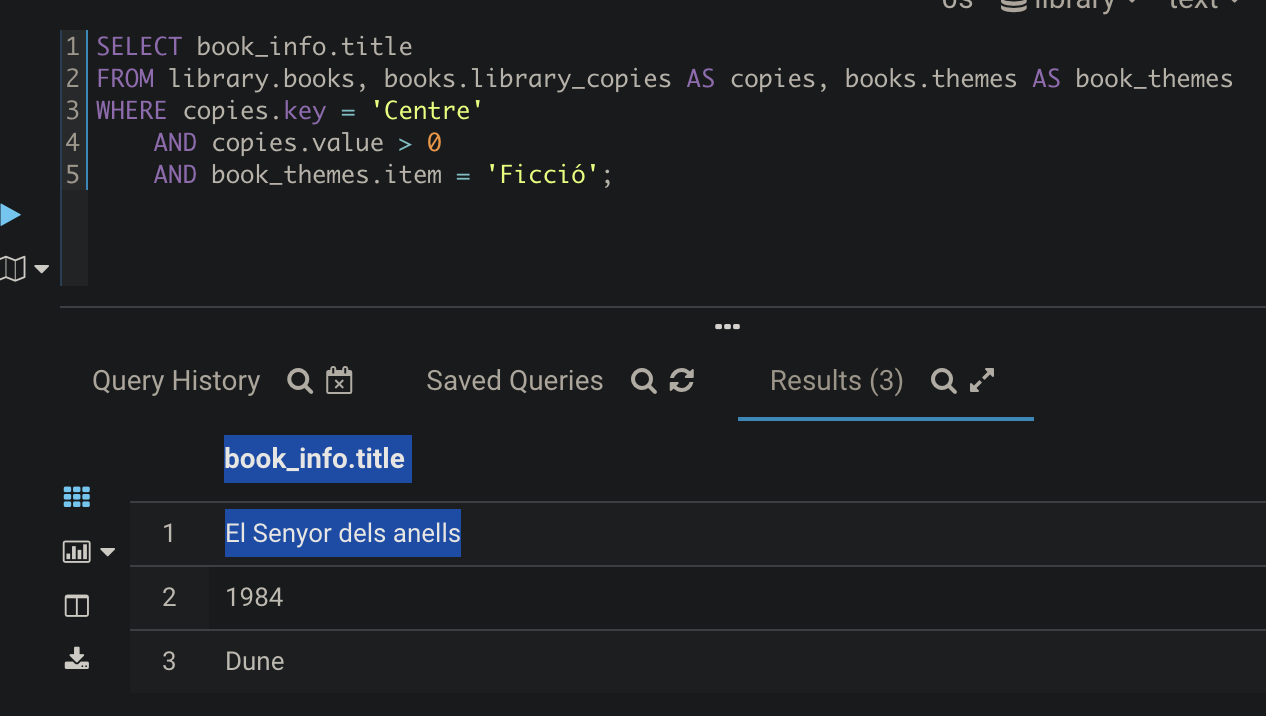 0s library text
1 SELECT book_info.title
2 FROM library.books, books.library_copies AS copies, books.themes AS book_themes
3 WHERE copies.key = 'Centre'
4 AND copies.value > 0
5 AND book_themes.item = 'Ficció';
Query History Saved Queries Results (3)
book_info.title
1 El Senyor dels anells
2 1984
3 Dune